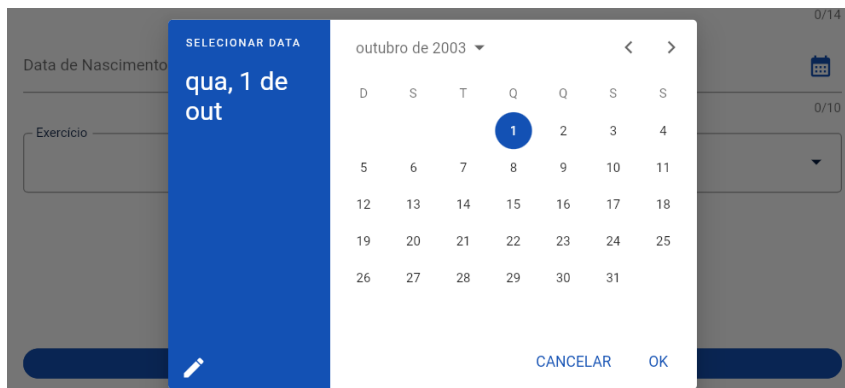 0/14
Data de Nascimento
0/10
Exercício
SELECIONAR DATA
qua, 1 de
out
outubro de 2003
D S T Q Q S S
1 2 3 4
5 6 7 8 9 10 11
12 13 14 15 16 17 18
19 20 21 22 23 24 25
26 27 28 29 30 31
CANCELAR OK